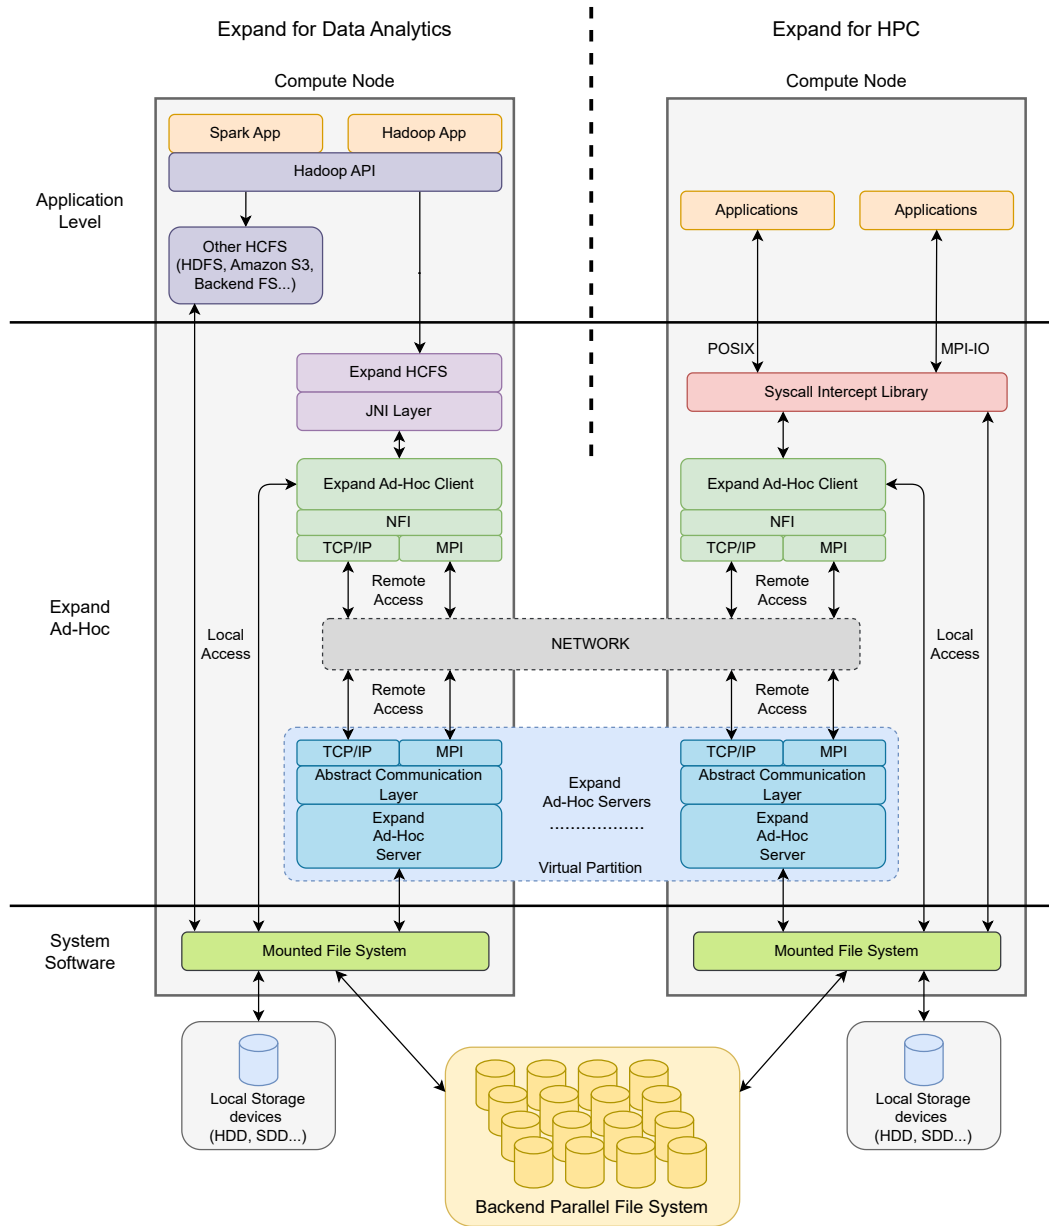 Expand for Data Analytics
Expand for HPC
Compute Node
Compute Node
Spark App
Hadoop App
Hadoop API
Application
Level
Applications
Applications
Other HCFS
(HDFS, Amazon S3,
Backend FS...)
POSIX
MPI-IO
Expand HCFS
Syscall Intercept Library
JNI Layer
Expand Ad-Hoc Client
Expand Ad-Hoc Client
NFI
NFI
TCP/IP
MPI
TCP/IP
MPI
Remote
Access
Remote
Access
Expand
Ad-Hoc
Local
Access
NETWORK
Local
Access
Remote
Access
Remote
Access
TCP/IP
MPI
TCP/IP
MPI
Abstract Communication
Layer
Expand
Ad-Hoc Servers
...................
Abstract Communication
Layer
Expand
Ad-Hoc
Server
Expand
Ad-Hoc
Server
Virtual Partition
System
Software
Mounted File System
Mounted File System
Local Storage
devices
(HDD, SDD...)
Local Storage
devices
(HDD, SDD...)
Backend Parallel File System